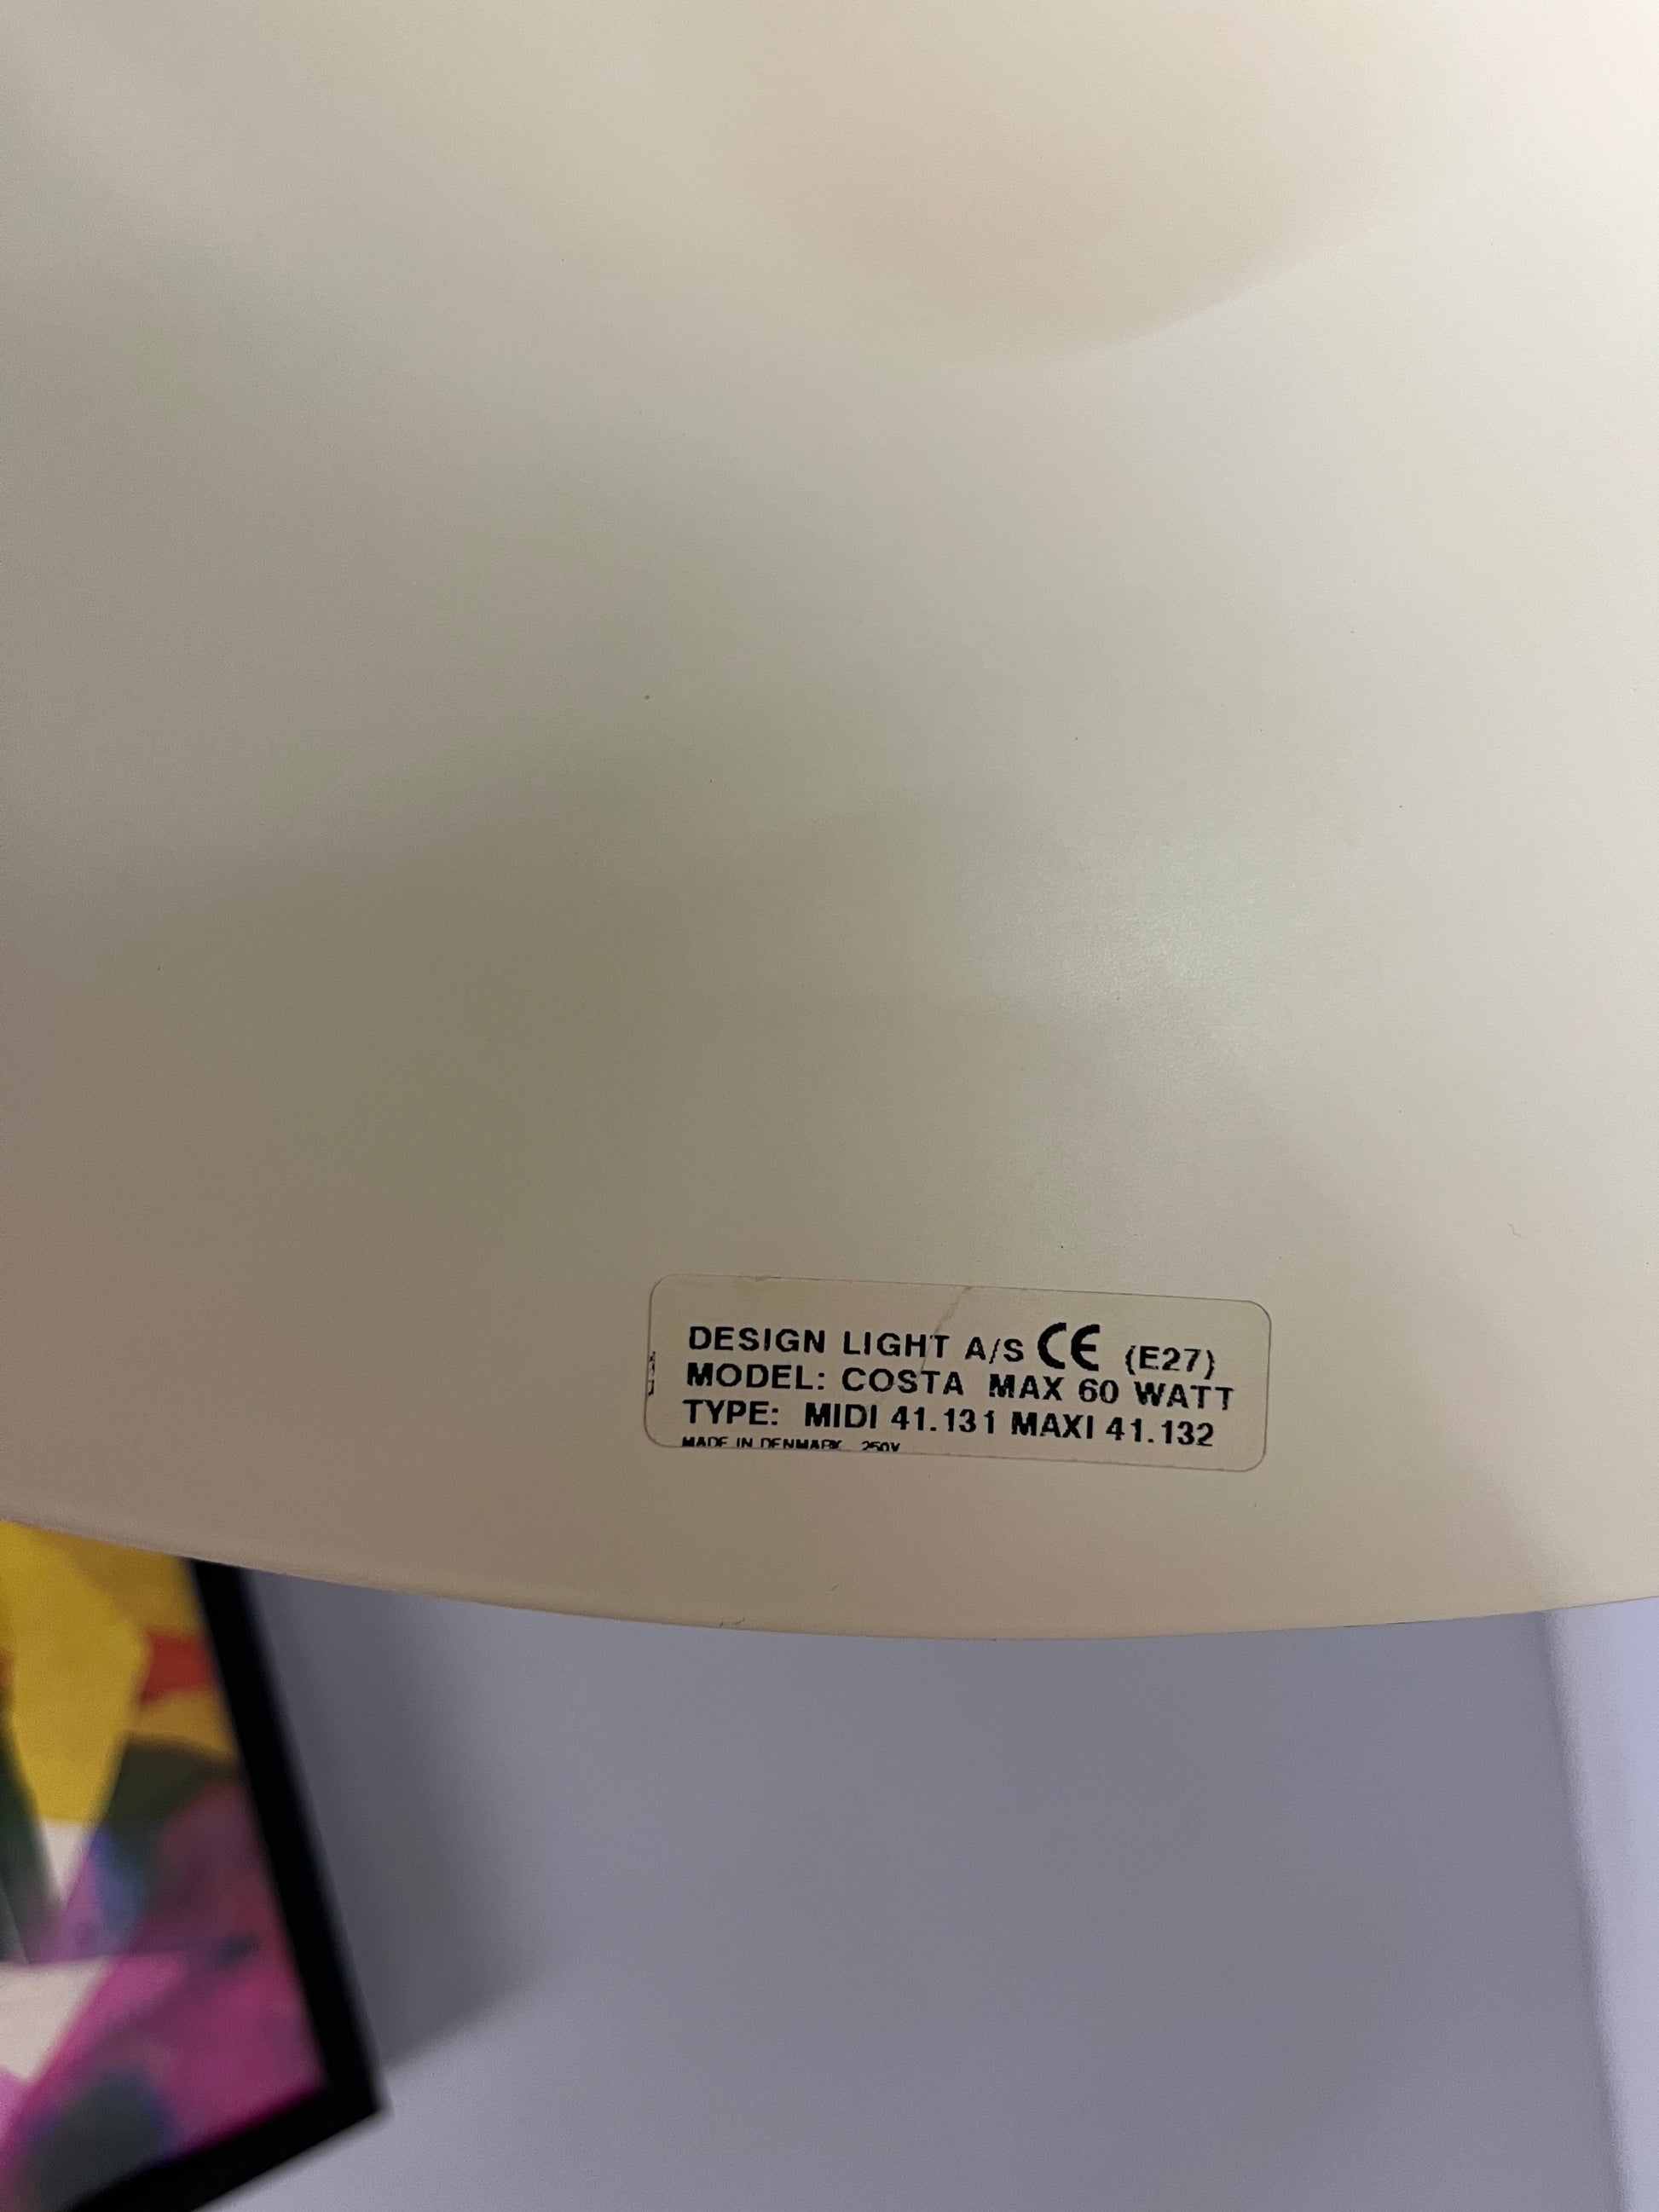 DESIGN LIGHT A/S CE (E27)
MODEL: COSTA MAX 60 WATT
TYPE: MIDI 41.131 MAXI 41.132
MADE IN DENMARK 250V